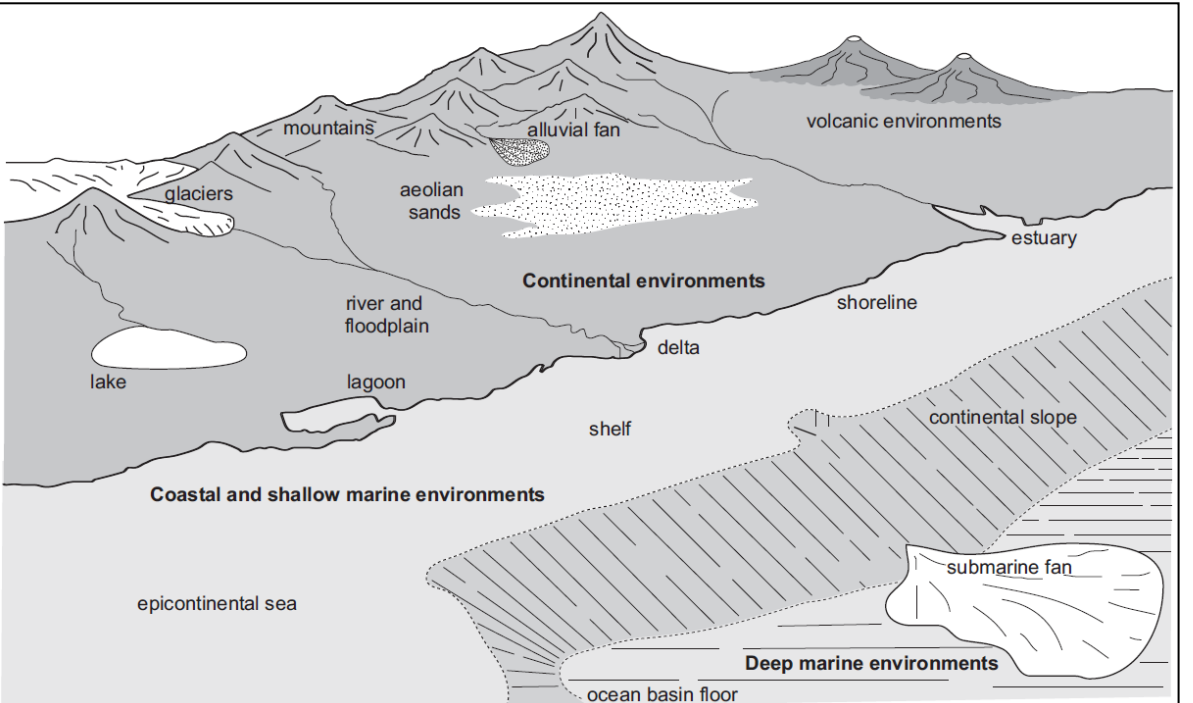 mountains
alluvial fan
volcanic environments
glaciers
aeolian
sands
estuary
Continental environments
river and
floodplain
shoreline
delta
lake
lagoon
shelf
continental slope
Coastal and shallow marine environments
submarine fan
epicontinental sea
Deep marine environments
ocean basin floor